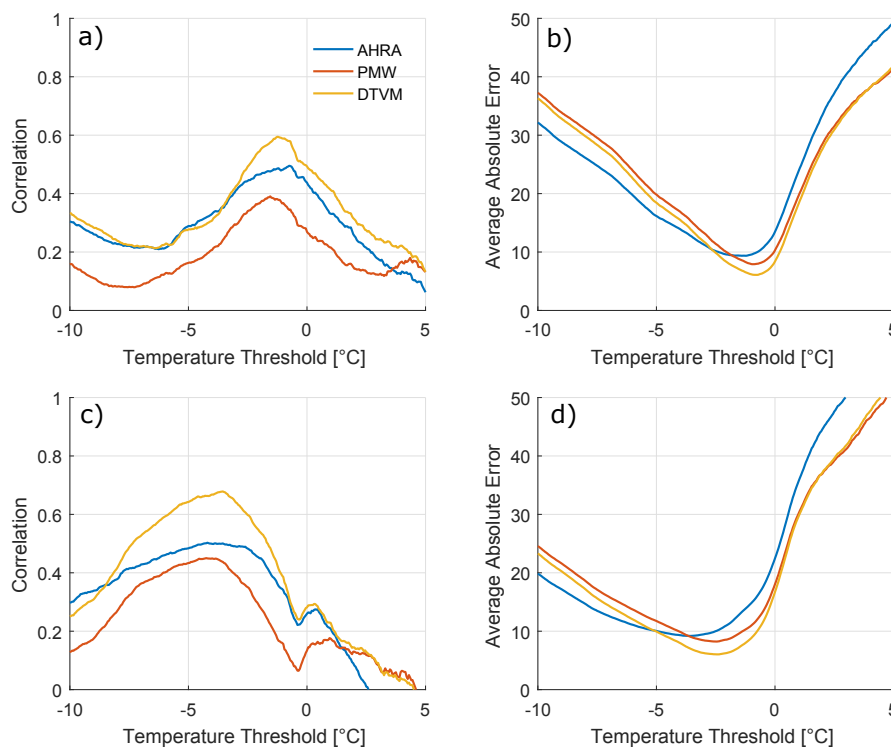 a)
AHRA
PMW
DTVM
1
0.8
0.6
0.4
0.2
0
Correlation
-10 -5 0 5
Temperature Threshold [°C]
b)
50
40
30
20
10
0
Average Absolute Error
-10 -5 0 5
Temperature Threshold [°C]
c)
1
0.8
0.6
0.4
0.2
0
Correlation
-10 -5 0 5
Temperature Threshold [°C]
d)
50
40
30
20
10
0
Average Absolute Error
-10 -5 0 5
Temperature Threshold [°C]